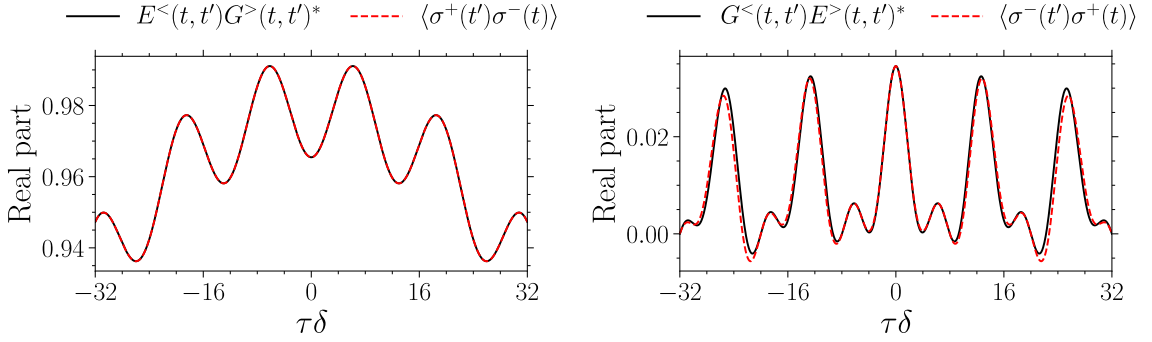 E<(t, t′)G>(t, t′)* ⟨σ+(t′)σ−(t)⟩
Real part
0.98
0.96
0.94
−32 −16 0 16 32
τδ
G<(t, t′)E>(t, t′)* ⟨σ−(t′)σ+(t)⟩
Real part
0.02
0.00
−32 −16 0 16 32
τδ